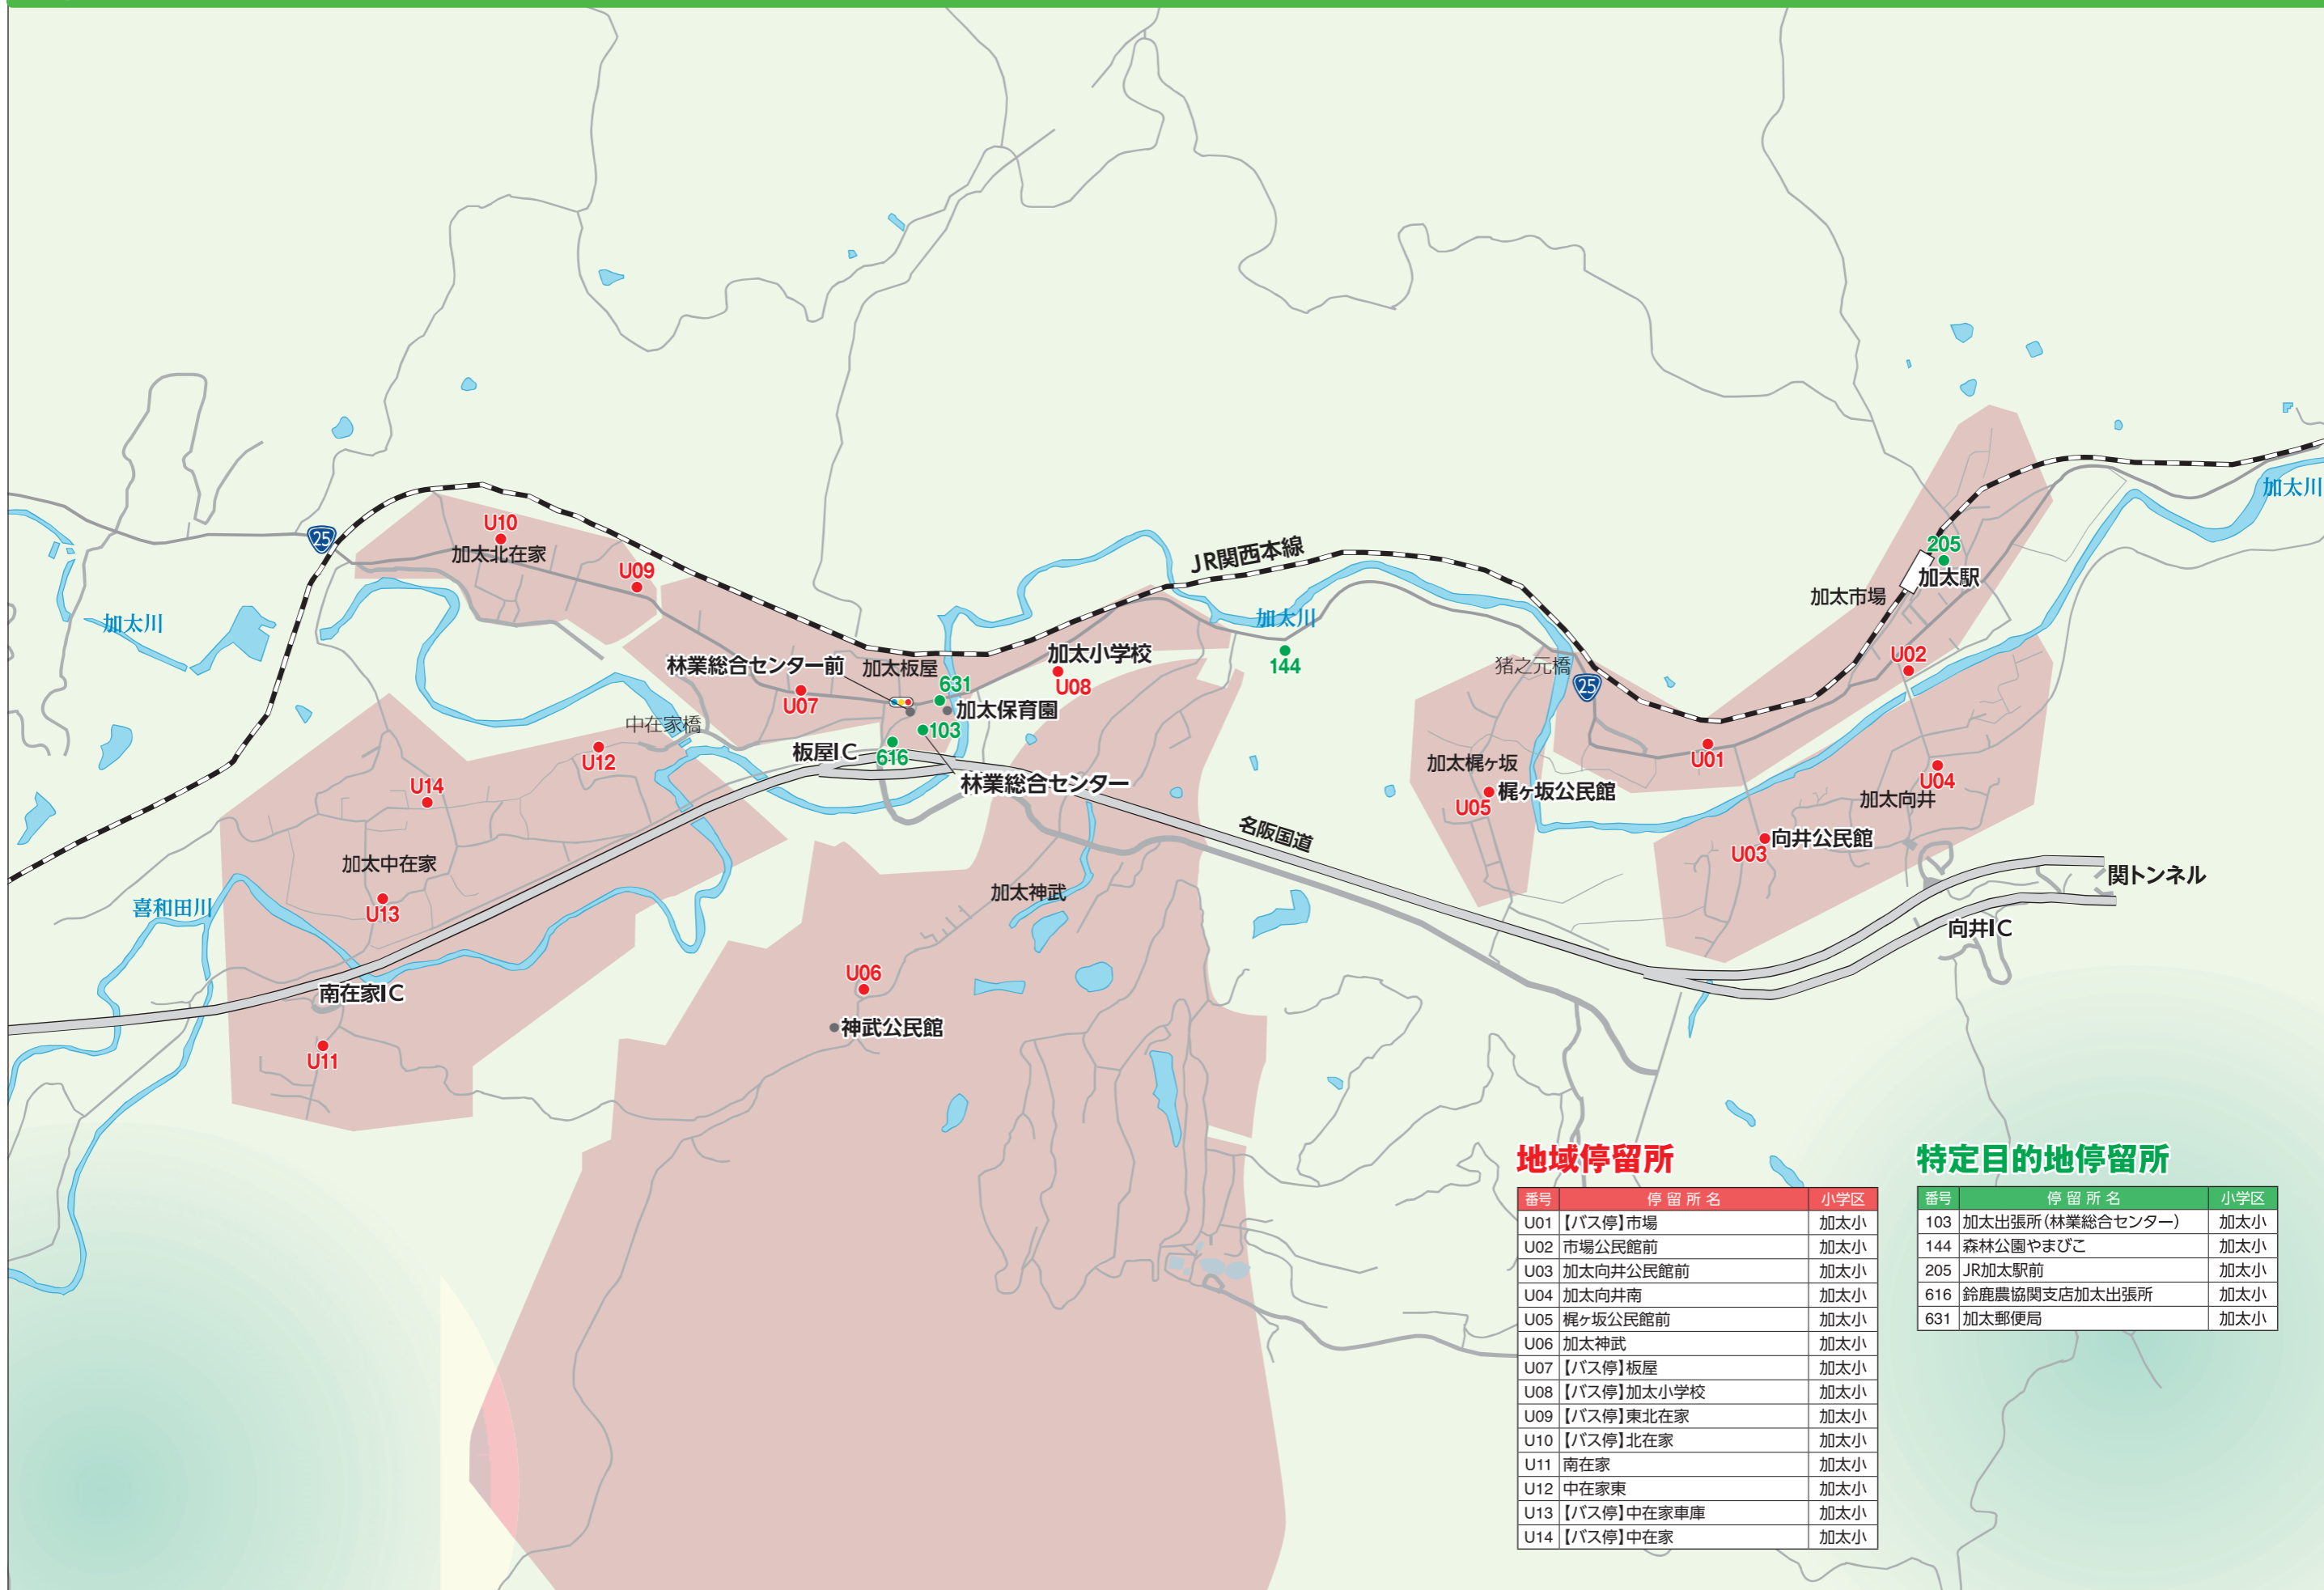 加太川
205
加太駅
加太市場
U10
25
加太北在家
JR関西本線
U09
加太川
加太川
144
加太小学校
U08
林業総合センター前
加太板屋
631
加太保育園
U07
103
616
猪之元橋
25
U02
中在家橋
板屋IC
U12
林業総合センター
U14
U01
加太梶ヶ坂
U05
梶ヶ坂公民館
U04
加太向井
名阪国道
U03
向井公民館
加太中在家
U13
喜和田川
加太神武
関トンネル
向井IC
U06
南在家IC
神武公民館
U11
地域停留所
番号 停留所名 小学区
U01 【バス停】市場 加太小
U02 市場公民館前 加太小
U03 加太向井公民館前 加太小
U04 加太向井南 加太小
U05 梶ヶ坂公民館前 加太小
U06 加太神武 加太小
U07 【バス停】板屋 加太小
U08 【バス停】加太小学校 加太小
U09 【バス停】東北在家 加太小
U10 【バス停】北在家 加太小
U11 南在家 加太小
U12 中在家東 加太小
U13 【バス停】中在家車庫 加太小
U14 【バス停】中在家 加太小
特定目的地停留所
番号 停留所名 小学区
103 加太出張所(林業総合センター) 加太小
144 森林公園やまびこ 加太小
205 JR加太駅前 加太小
616 鈴鹿農協関支店加太出張所 加太小
631 加太郵便局 加太小